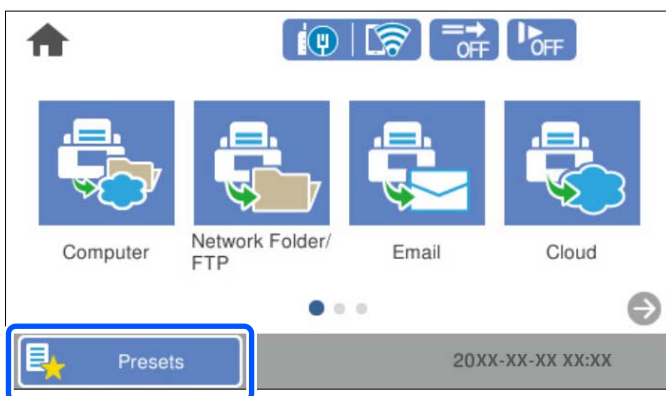 OFF
OFF
Computer
Network Folder/
FTP
Email
Cloud
Presets
20XX-XX-XX XX:XX